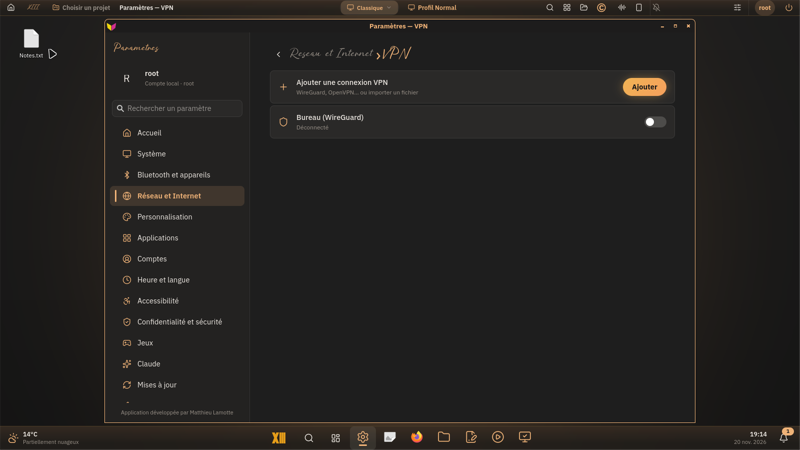 Choisir un projet
Paramètres — VPN
Classique
Profil Normal
root
Notes.txt
Paramètres — VPN
Paramètres
R
root
Compte local · root
Rechercher un paramètre
Accueil
Système
Bluetooth et appareils
Réseau et Internet
Personnalisation
Applications
Comptes
Heure et langue
Accessibilité
Confidentialité et sécurité
Jeux
Claude
Mises à jour
Application développée par Matthieu Lamotte
Réseau et Internet › VPN
Ajouter une connexion VPN
WireGuard, OpenVPN… ou importer un fichier
Ajouter
Bureau (WireGuard)
Déconnecté
14°C
Partiellement nuageux
XIII
19:14
20 nov. 2026
1